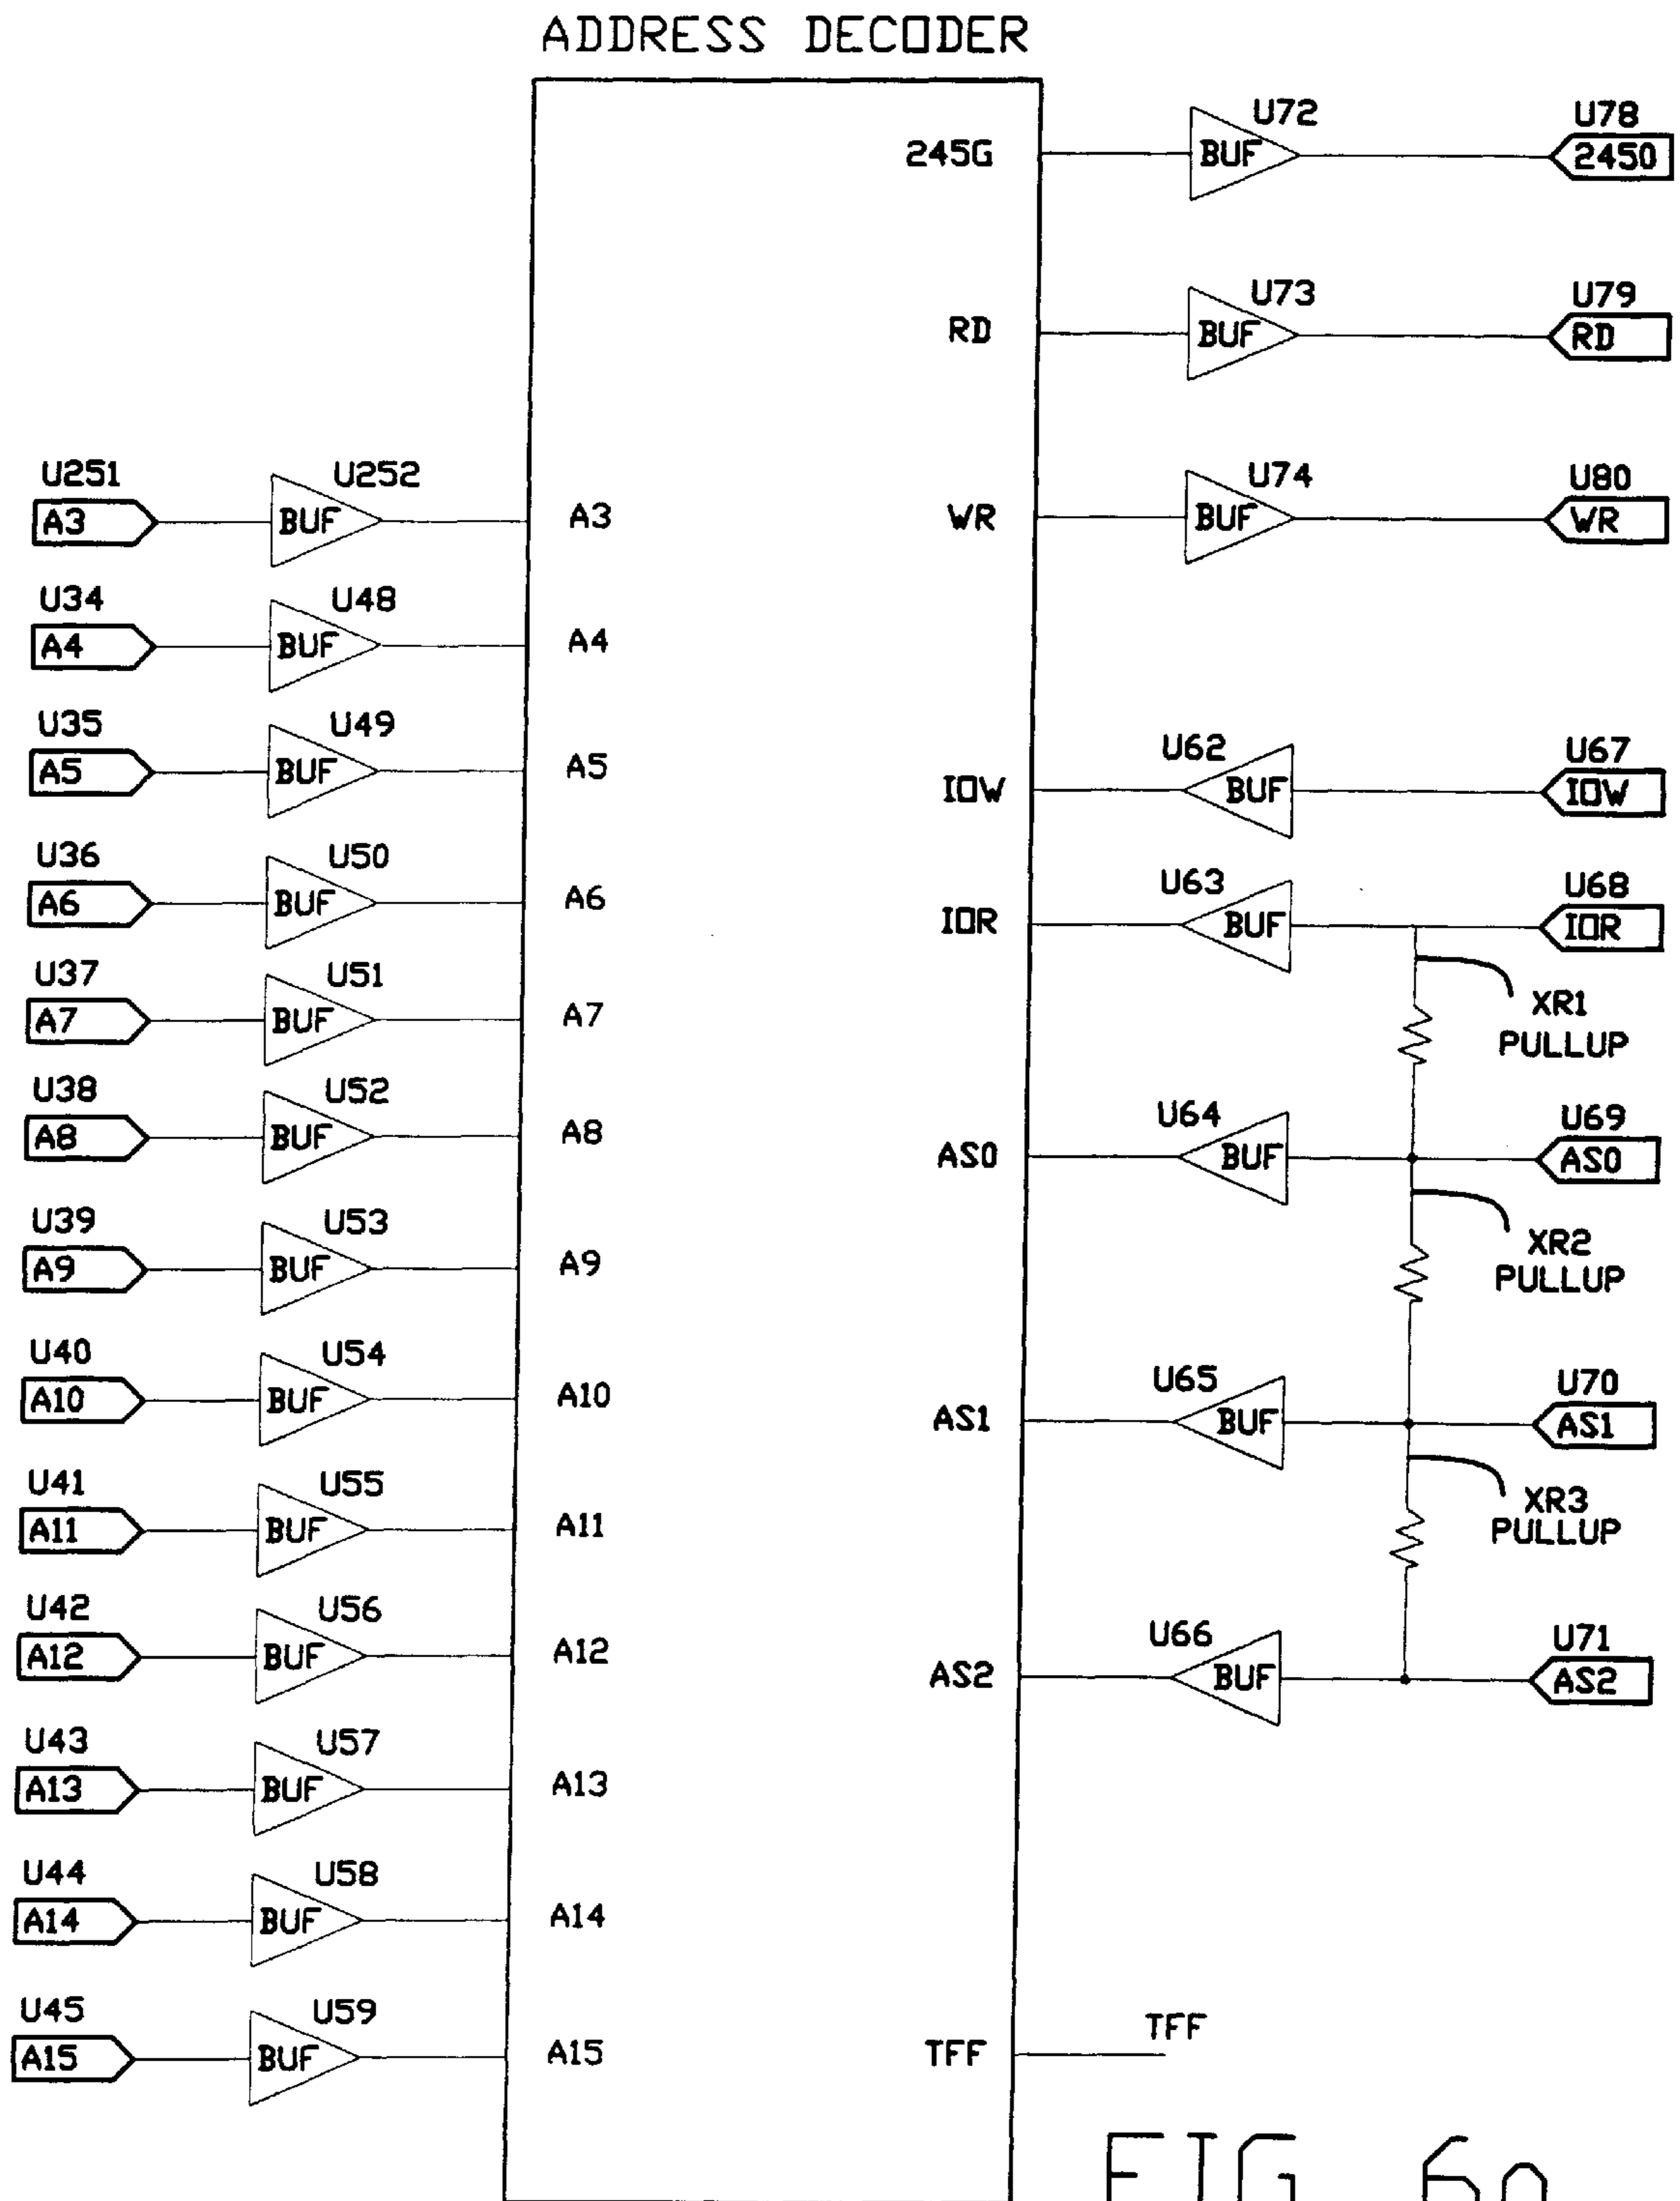 ADDRESS DECODER
245G
U72
BUF
U78
2450
RD
U73
BUF
U79
RD
U251
A3
U252
BUF
A3
WR
U74
BUF
U80
WR
U34
A4
U48
BUF
A4
U35
A5
U49
BUF
A5
IOW
U62
BUF
U67
IOW
U36
A6
U50
BUF
A6
IOR
U63
BUF
U68
IOR
U37
A7
U51
BUF
A7
XR1
PULLUP
U38
A8
U52
BUF
A8
AS0
U64
BUF
U69
AS0
U39
A9
U53
BUF
A9
XR2
PULLUP
U40
A10
U54
BUF
A10
AS1
U65
BUF
U70
AS1
U41
A11
U55
BUF
A11
XR3
PULLUP
U42
A12
U56
BUF
A12
AS2
U66
BUF
U71
AS2
U43
A13
U57
BUF
A13
U44
A14
U58
BUF
A14
U45
A15
U59
BUF
A15
TFF
TFF
FIG 6a